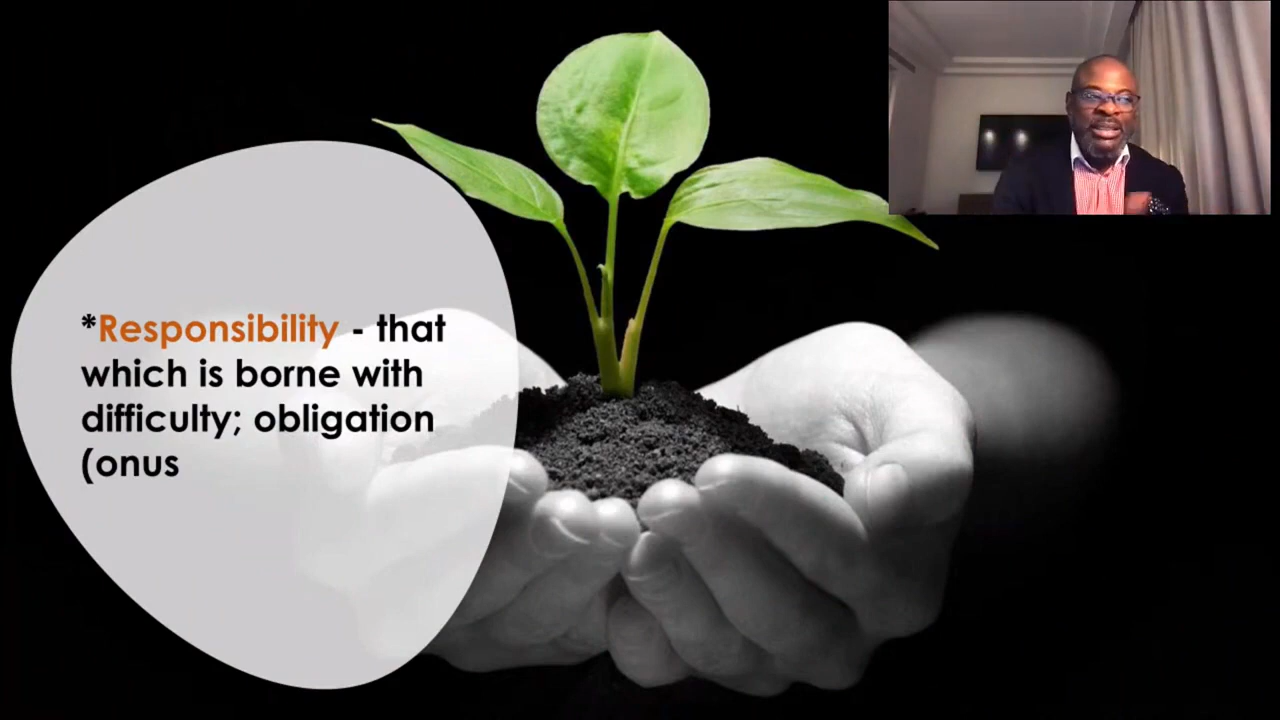 *Responsibility - that
which is borne with
difficulty; obligation
(onus